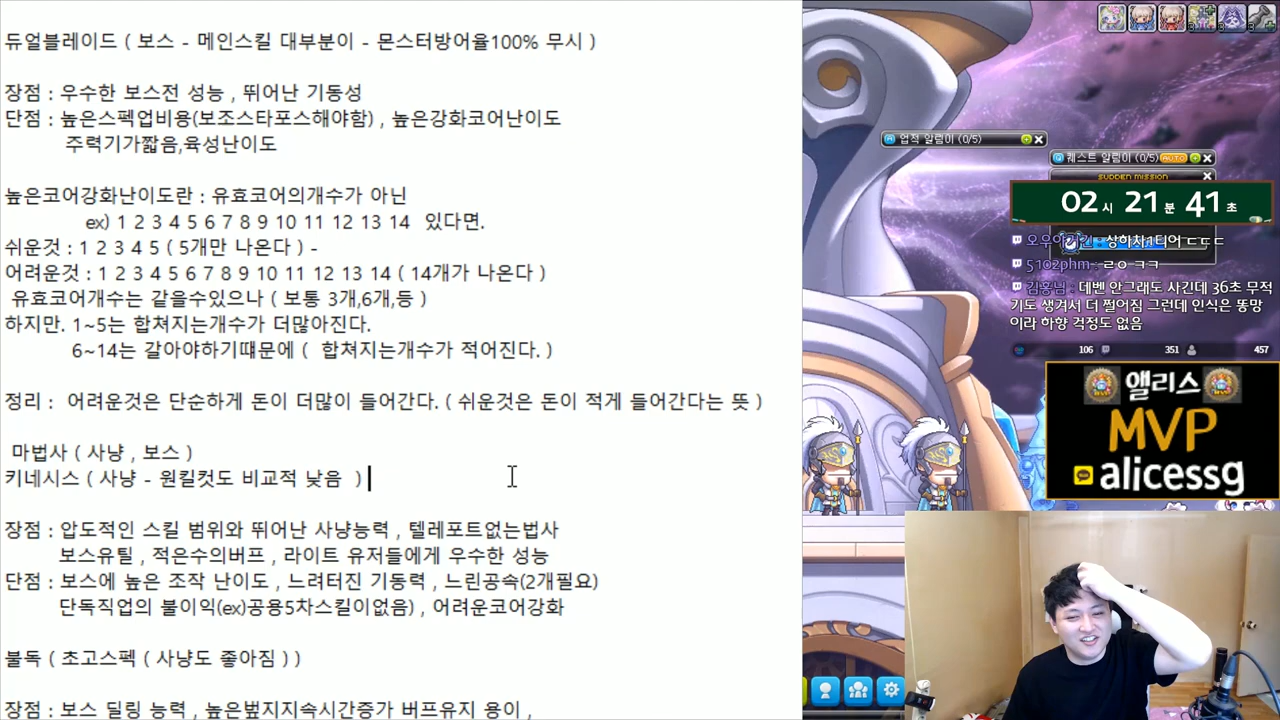 듀얼블레이드 ( 보스 - 메인스킬 대부분이 - 몬스터방어율100% 무시 )
장점 : 우수한 보스전 성능 , 뛰어난 기동성
단점 : 높은스펙업비용(보조스타포스해야함) , 높은강화코어난이도
주력기가짧음,육성난이도
높은코어강화난이도란 : 유효코어의개수가 아닌
ex) 1 2 3 4 5 6 7 8 9 10 11 12 13 14 있다면.
쉬운것 : 1 2 3 4 5 ( 5개만 나온다 ) -
어려운것 : 1 2 3 4 5 6 7 8 9 10 11 12 13 14 ( 14개가 나온다 )
유효코어개수는 같을수있으나 ( 보통 3개,6개,등 )
하지만. 1~5는 합쳐지는개수가 더많아진다.
6~14는 갈아야하기때문에 ( 합쳐지는개수가 적어진다. )
정리 : 어려운것은 단순하게 돈이 더많이 들어간다. ( 쉬운것은 돈이 적게 들어간다는 뜻 )
마법사 ( 사냥 , 보스 )
키네시스 ( 사냥 - 원킬컷도 비교적 낮음 )
장점 : 압도적인 스킬 범위와 뛰어난 사냥능력 , 텔레포트없는법사
보스유틸 , 적은수의버프 , 라이트 유저들에게 우수한 성능
단점 : 보스에 높은 조작 난이도 , 느려터진 기동력 , 느린공속(2개필요)
단독직업의 불이익(ex)공용5차스킬이없음) , 어려운코어강화
불독 ( 초고스펙 ( 사냥도 좋아짐 ) )
장점 : 보스 딜링 능력 , 높은벞지지속시간증가 버프유지 용이 ,
업적 알림이 (0/5)
퀘스트 알림이 (0/5) AUTO
SUDDEN MISSION
02 시 21 분 41 초
상하차1티어 ㄷㄷㄷ
5102phm : ㄹㅇ ㅋㅋ
김홍님 : 데벤 안그래도 사긴데 36초 무적
기도 생겨서 더 쩔어짐 그런데 인식은 똥망
이라 하향 걱정도 없음
106 351 457
앨리스
MVP
alicessg